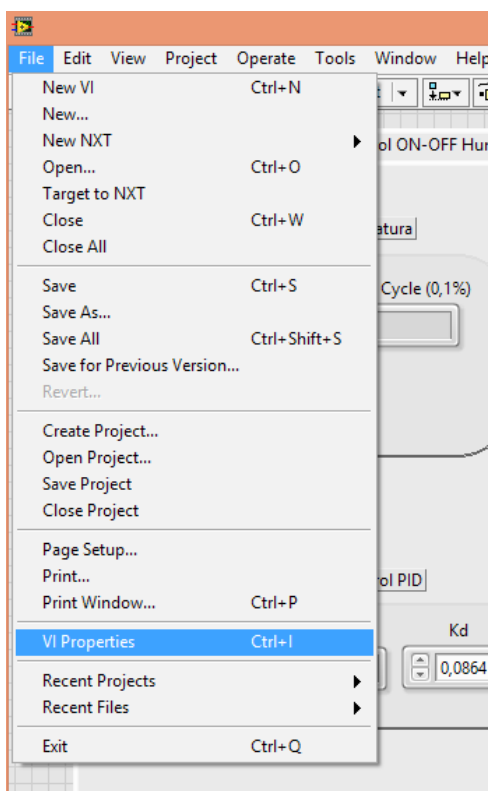 File Edit View Project Operate Tools Window Help
New VI Ctrl+N
New...
New NXT
ol ON-OFF Hur
Open... Ctrl+O
Target to NXT
Close Ctrl+W
atura
Close All
Save Ctrl+S
Cycle (0,1%)
Save As...
Save All Ctrl+Shift+S
Save for Previous Version...
Revert...
Create Project...
Open Project...
Save Project
Close Project
Page Setup...
Print...
rol PID
Print Window... Ctrl+P
VI Properties Ctrl+I
Kd
0,0864
Recent Projects
Recent Files
Exit Ctrl+Q